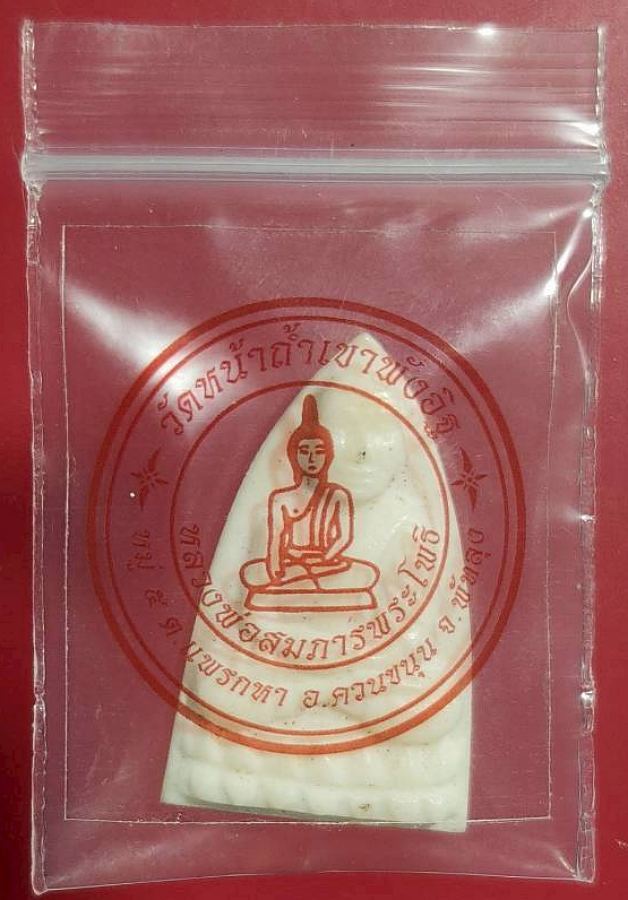 วัดหน้าถ้ำเขาพังอิฐ
หลวงพ่อสมภารพระโพธิ
หมู่ ๕ ต.แพรกหา อ.ควนขนุน จ.พัทลุง